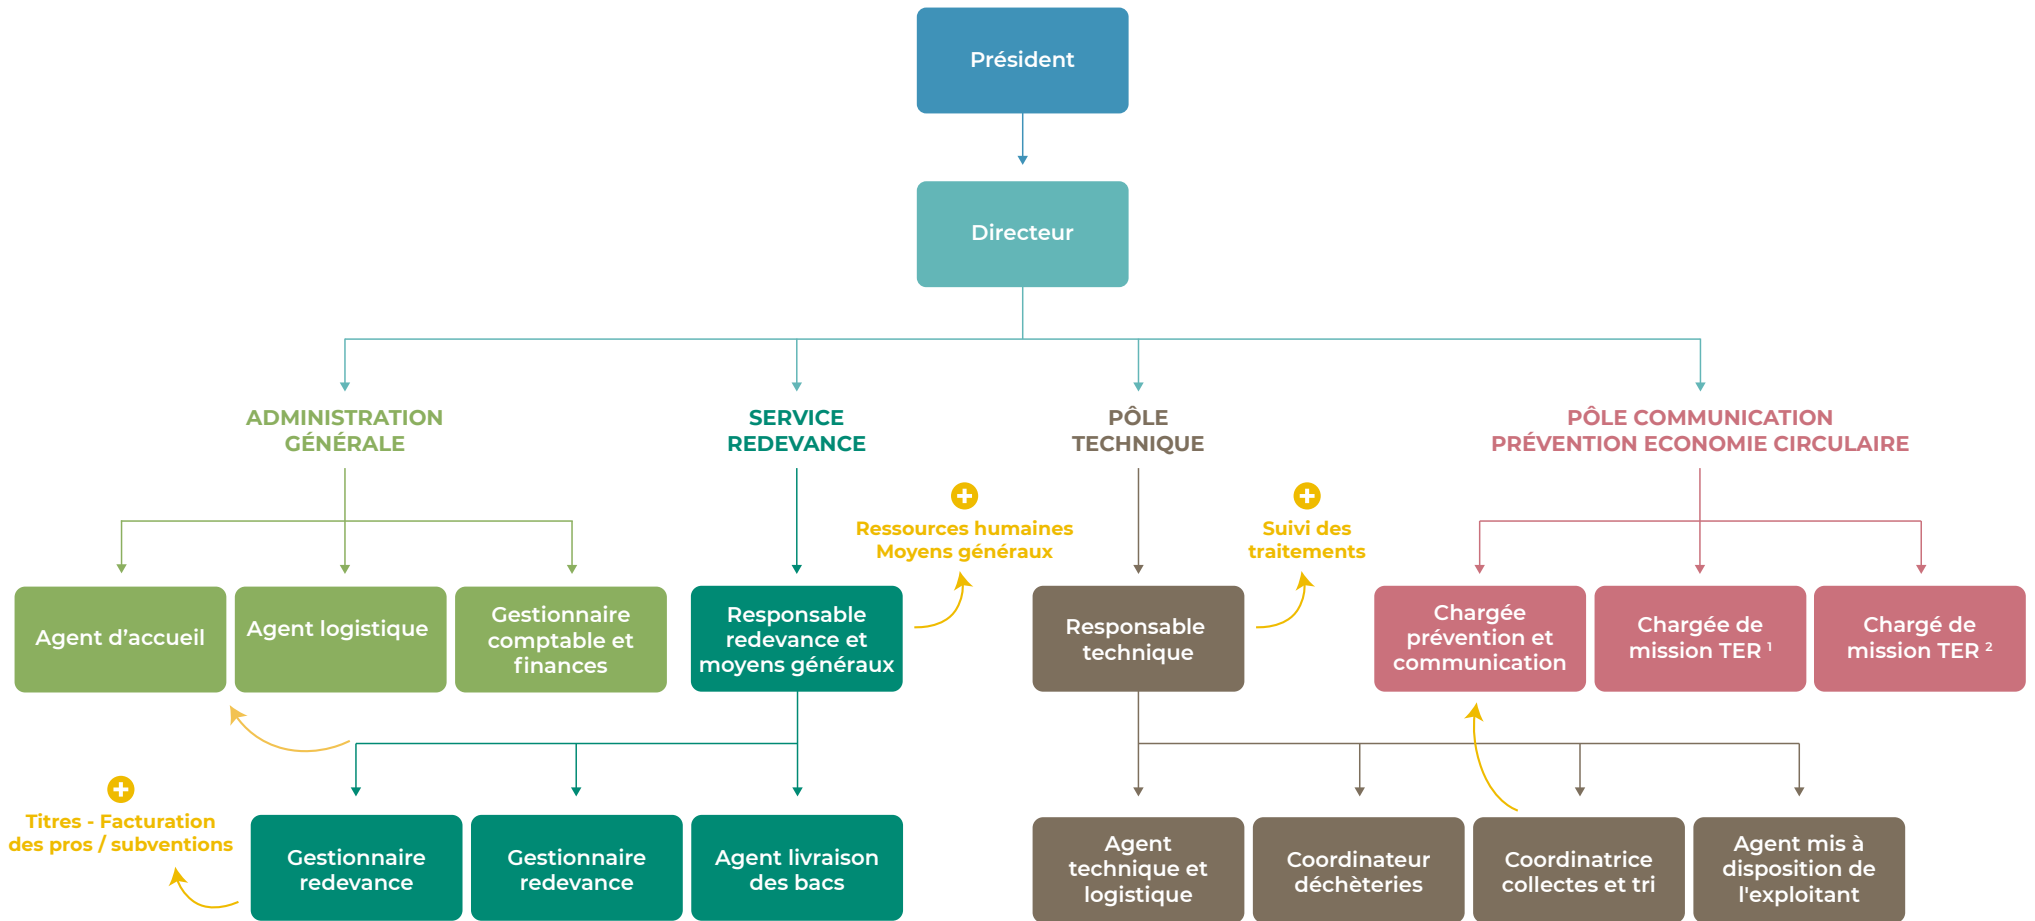 Président
Directeur
ADMINISTRATION
GÉNÉRALE
SERVICE
REDEVANCE
PÔLE
TECHNIQUE
PÔLE COMMUNICATION
PRÉVENTION ECONOMIE CIRCULAIRE
Ressources humaines
Moyens généraux
Suivi des
traitements
Agent d’accueil
Agent logistique
Gestionnaire
comptable et
finances
Responsable
redevance et
moyens généraux
Responsable
technique
Chargée
prévention et
communication
Chargée de
mission TER ¹
Chargé de
mission TER ²
Titres - Facturation
des pros / subventions
Gestionnaire
redevance
Gestionnaire
redevance
Agent livraison
des bacs
Agent
technique et
logistique
Coordinateur
déchèteries
Coordinatrice
collectes et tri
Agent mis à
disposition de
l'exploitant